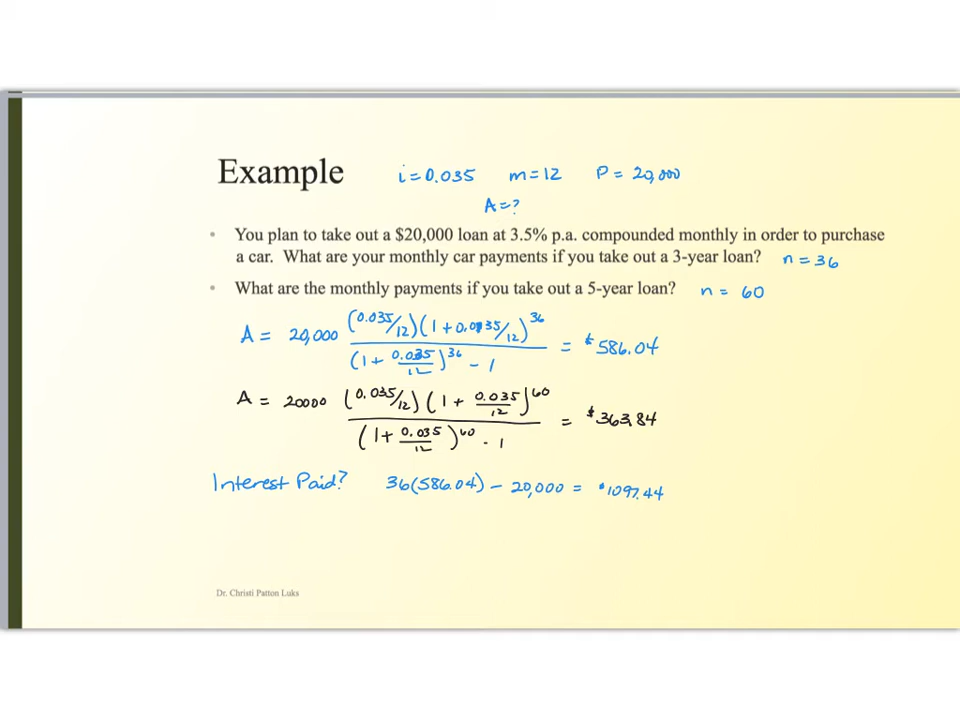 Example i=0.035 m=12 P=20,000
A=?
• You plan to take out a $20,000 loan at 3.5% p.a. compounded monthly in order to purchase
a car. What are your monthly car payments if you take out a 3-year loan? n=36
• What are the monthly payments if you take out a 5-year loan? n= 60
A = 20,000 (0.035/12)(1+0.035/12)^36 / (1+0.035/12)^36 - 1 = $586.04
A = 20000 (0.035/12)(1+0.035/12)^60 / (1+0.035/12)^60 - 1 = $363.84
Interest Paid? 36(586.04) - 20,000 = $1097.44
Dr. Christi Patton Luks